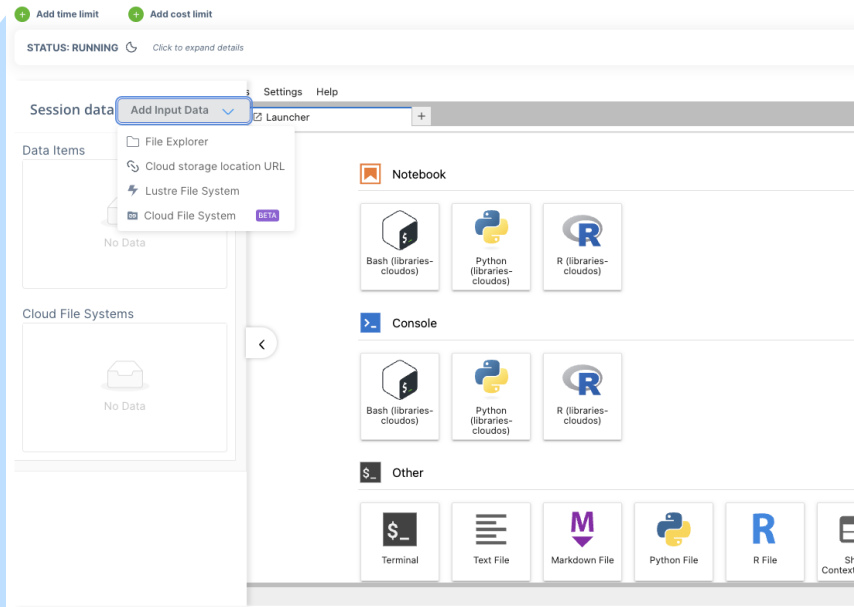 Add time limit
Add cost limit
STATUS: RUNNING
Click to expand details
Settings
Help
Session data
Add Input Data
Launcher
+
File Explorer
Cloud storage location URL
Lustre File System
Cloud File System
BETA
Data Items
No Data
Cloud File Systems
No Data
Notebook
Bash (libraries-
cloudos)
Python
(libraries-
cloudos)
R (libraries-
cloudos)
Console
Bash (libraries-
cloudos)
Python
(libraries-
cloudos)
R (libraries-
cloudos)
$_
Other
$_
Terminal
Text File
Markdown File
Python File
R File